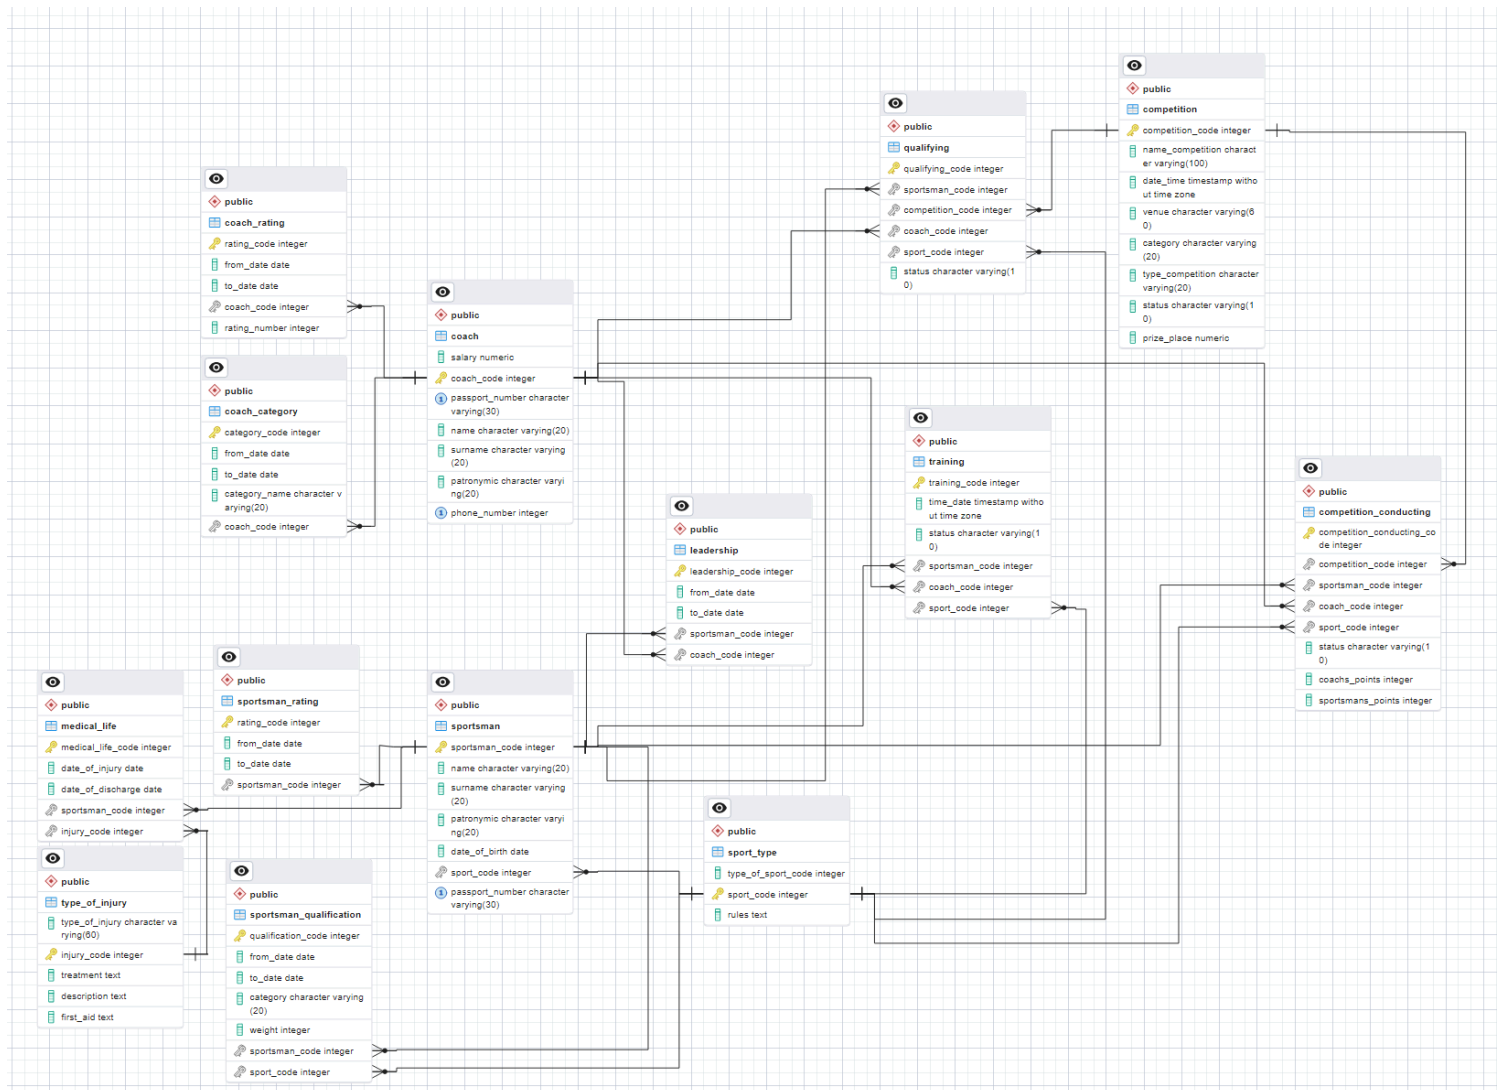 public
competition
competition_code integer
name_competition charact
er varying(100)
date_time timestamp witho
ut time zone
venue character varying(6
0)
category character varying
(20)
type_competition character
varying(20)
status character varying(1
0)
prize_place numeric
public
qualifying
qualifying_code integer
sportsman_code integer
competition_code integer
coach_code integer
sport_code integer
status character varying(1
0)
public
coach_rating
rating_code integer
from_date date
to_date date
coach_code integer
rating_number integer
public
coach
salary numeric
coach_code integer
passport_number character
varying(30)
name character varying(20)
surname character varying
(20)
patronymic character varyi
ng(20)
phone_number integer
public
coach_category
category_code integer
from_date date
to_date date
category_name character v
arying(20)
coach_code integer
public
training
training_code integer
time_date timestamp witho
ut time zone
status character varying(1
0)
sportsman_code integer
coach_code integer
sport_code integer
public
competition_conducting
competition_conducting_co
de integer
competition_code integer
sportsman_code integer
coach_code integer
sport_code integer
status character varying(1
0)
coachs_points integer
sportsmans_points integer
public
leadership
leadership_code integer
from_date date
to_date date
sportsman_code integer
coach_code integer
public
sportsman_rating
rating_code integer
from_date date
to_date date
sportsman_code integer
public
medical_life
medical_life_code integer
date_of_injury date
date_of_discharge date
sportsman_code integer
injury_code integer
public
sportsman
sportsman_code integer
name character varying(20)
surname character varying
(20)
patronymic character varyi
ng(20)
date_of_birth date
sport_code integer
passport_number character
varying(30)
public
sport_type
type_of_sport_code integer
sport_code integer
rules text
public
type_of_injury
type_of_injury character va
rying(60)
injury_code integer
treatment text
description text
first_aid text
public
sportsman_qualification
qualification_code integer
from_date date
to_date date
category character varying
(20)
weight integer
sportsman_code integer
sport_code integer